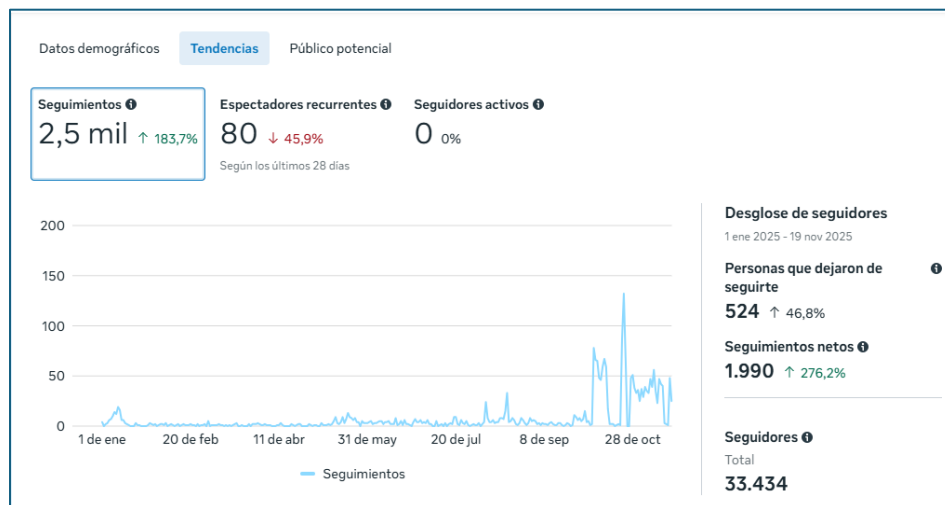 Datos demográficos Tendencias Público potencial
Seguimientos Espectadores recurrentes Seguidores activos
2,5 mil ↑ 183,7% 80 ↓ 45,9% 0 0%
Según los últimos 28 días
200
150
100
50
0
1 de ene 20 de feb 11 de abr 31 de may 20 de jul 8 de sep 28 de oct
Seguimientos
Desglose de seguidores
1 ene 2025 - 19 nov 2025
Personas que dejaron de
seguirte
524 ↑ 46,8%
Seguimientos netos
1.990 ↑ 276,2%
Seguidores
Total
33.434